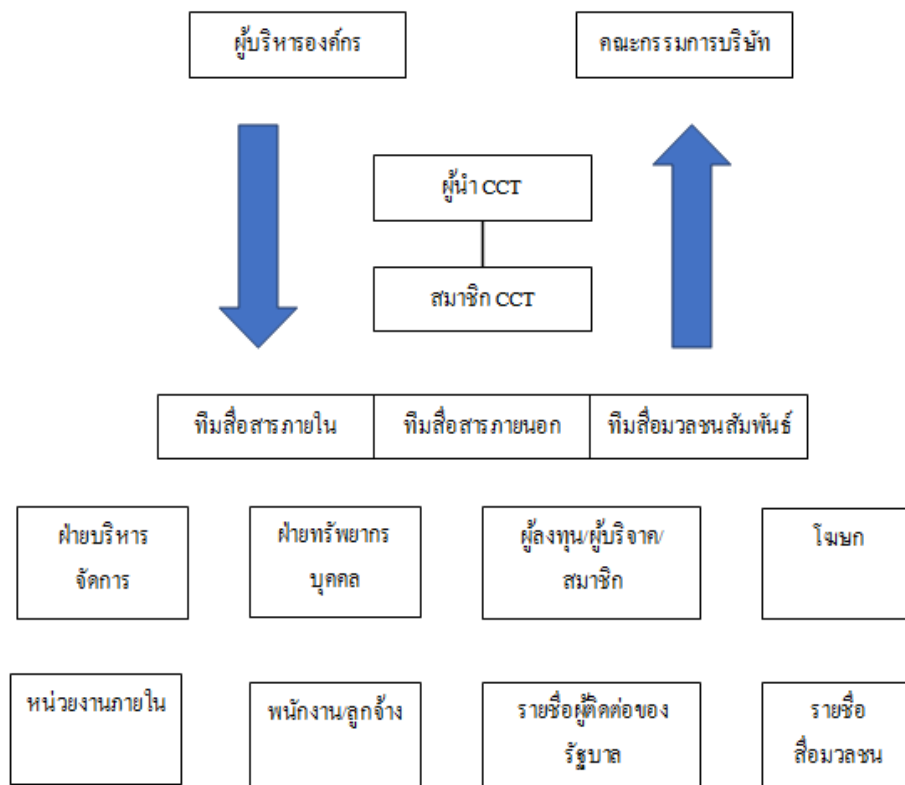 ผู้บริหารองค์กร
คณะกรรมการบริษัท
ผู้นำ CCT
สมาชิก CCT
ทีมสื่อสารภายใน
ทีมสื่อสารภายนอก
ทีมสื่อมวลชนสัมพันธ์
ฝ่ายบริหาร
จัดการ
ฝ่ายทรัพยากร
บุคคล
ผู้ลงทุน/ผู้บริจาค/
สมาชิก
โฆษก
หน่วยงานภายใน
พนักงาน/ลูกจ้าง
รายชื่อผู้ติดต่อของ
รัฐบาล
รายชื่อ
สื่อมวลชน